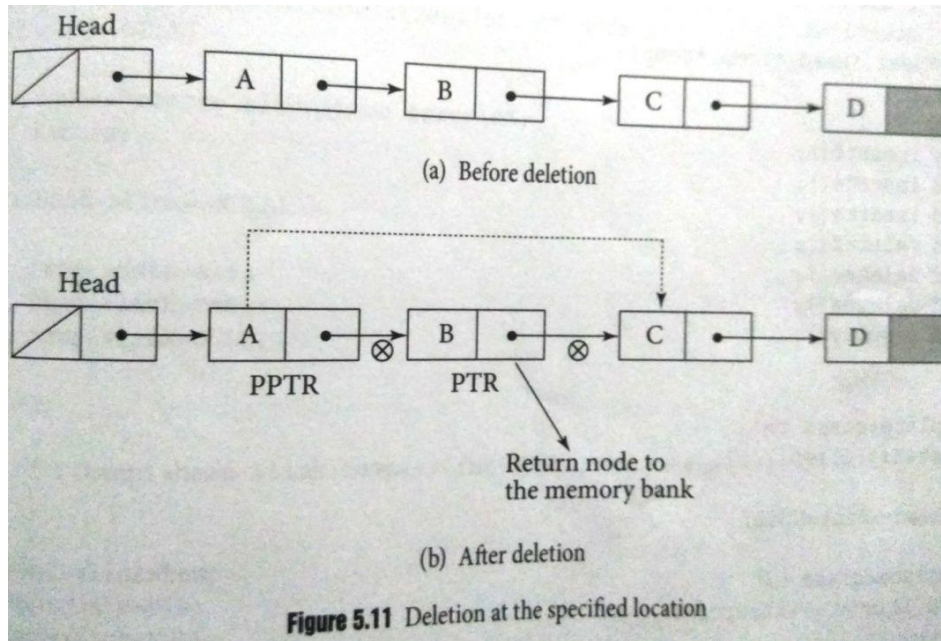 Head
A B C D
(a) Before deletion
Head
A B C D
PPTR PTR
Return node to
the memory bank
(b) After deletion
Figure 5.11 Deletion at the specified location